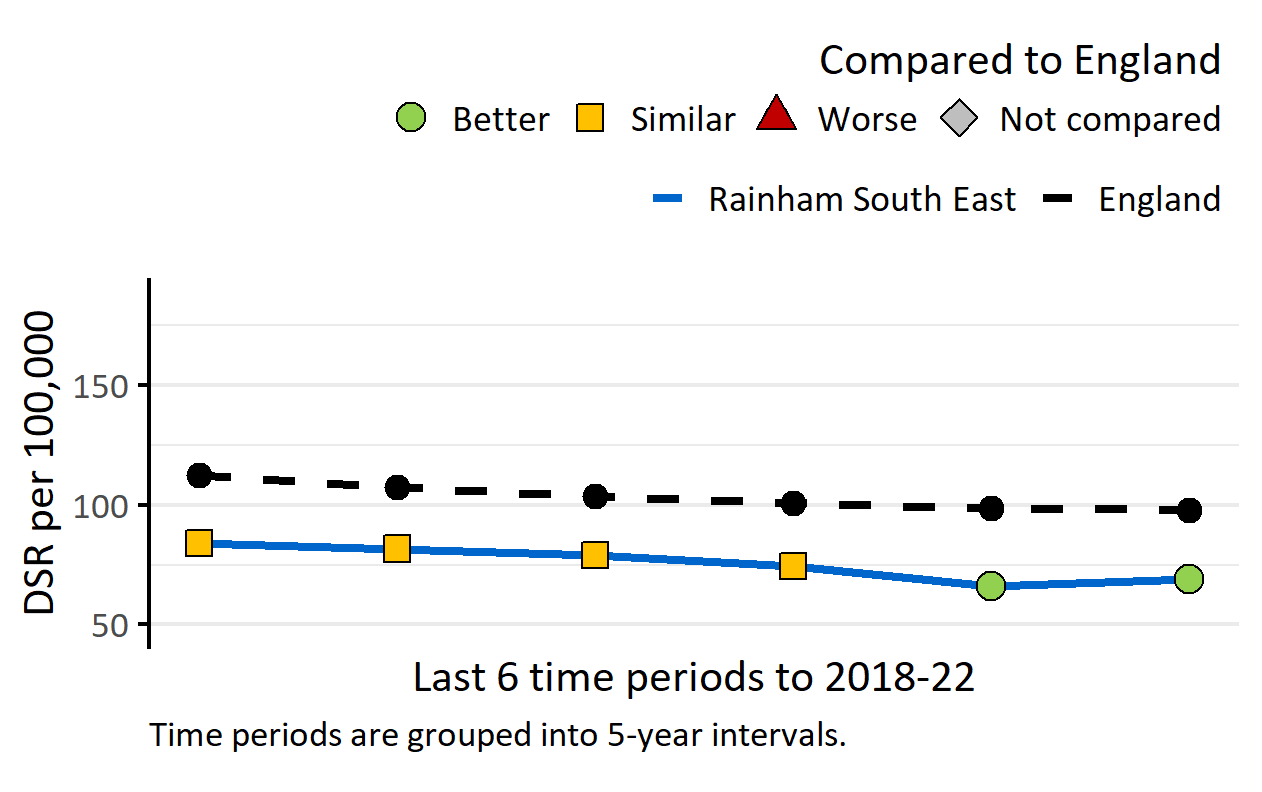 Compared to England
Better Similar Worse Not compared
Rainham South East England
DSR per 100,000
150
100
50
Last 6 time periods to 2018-22
Time periods are grouped into 5-year intervals.